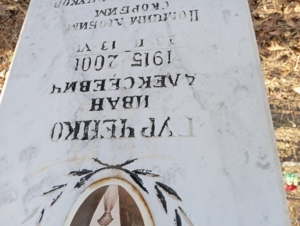 ГУРЧЕНКО
ИВАН
АЛЕКСЕЕВИЧ
1915 2001
ПОМНИМ ЛЮБИМ
СКОРБИМ